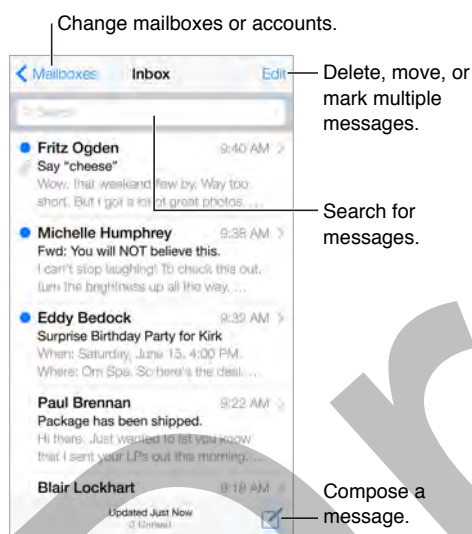 Change mailboxes or accounts.
Mailboxes Inbox Edit
Delete, move, or
mark multiple
messages.
Search
Fritz Ogden 9:40 AM
Say “cheese”
Wow, that weekend flew by. Way too
short. But I got a lot of great photos. ...
Search for
messages.
Michelle Humphrey 9:38 AM
Fwd: You will NOT believe this.
I can't stop laughing! To check this out,
turn the brightness up all the way. ...
Eddy Bedock 9:32 AM
Surprise Birthday Party for Kirk
When: Saturday, June 15, 4:00 PM.
Where: Om Spa. So here's the deal. ...
Paul Brennan 9:22 AM
Package has been shipped.
Hi there. Just wanted to let you know
that I sent your LPs out this morning. ...
Blair Lockhart 9:18 AM
Updated Just Now
3 Unread
Compose a
message.